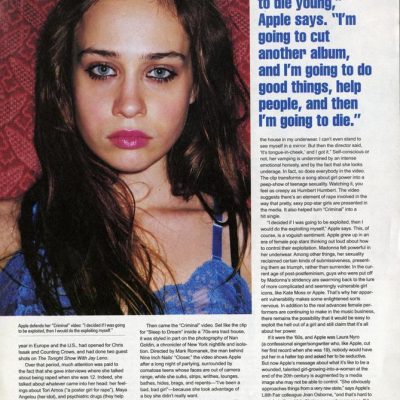 to die young,"
Apple says. "I'm
going to cut
another album,
and I'm going to do
good things, help
people, and then
I'm going to die."
the house in my underwear. I can't even stand to
see myself in a mirror. But then the director said,
'It's tongue-in-cheek,' and I got it." Self-conscious or
not, her vamping is undermined by an intense
emotional honesty, and by the fact that she looks
underage. In fact, so does everybody in the video.
The clip transforms a song about girl power into a
peep-show of teenage sexuality. Watching it, you
feel as creepy as Humbert Humbert. The video
suggests there's an element of rape involved in the
way that pretty, sexy pop-star girls are presented in
the media. It also helped turn "Criminal" into a
hit single.
"I decided if I was going to be exploited, then I
would do the exploiting myself," Apple says. This, of
course, is a voguish sentiment. Apple grew up in an
era of female pop stars thinking out loud about how
to control their exploitation. Madonna felt powerful in
her underwear. Among other things, her sexuality
reclaimed certain kinds of submissiveness, present-
ing them as triumph, rather than surrender. In the cur-
rent age of post-postfeminism, guys who were put off
by Madonna's stridency are swarming back to the lure
of more complicated and seemingly vulnerable girl
icons, like Kate Moss or Apple. That's why her appar-
ent vulnerability makes some enlightened sorts
nervous. In addition to the real advances female per-
formers are continuing to make in the music business,
there remains the possibility that it would be easy to
exploit the hell out of a girl and still claim that it's all
about her power.
If it were the '60s, and Apple was Laura Nyro
(a confessional singer/songwriter who, like Apple, cut
her first record when she was 18), nobody would have
put her in a halter top and asked her to be seductive.
But now Apple's message about what it's like to be a
wounded, talented girl-growing-into-a-woman at the
end of the 20th century is augmented by a media
image she may not be able to control. "She obviously
approaches things from a very sexy state," says Apple's
Lilith Fair colleague Joan Osborne, "and that's hard to
Apple defends her "Criminal" video: "I decided if I was going
to be exploited, then I would do the exploiting myself."
year in Europe and the U.S., had opened for Chris
Isaak and Counting Crows, and had done two guest
shots on The Tonight Show With Jay Leno.
Over that period, much attention was paid to
the fact that she gave interviews where she talked
about being raped when she was 12. Indeed, she
talked about whatever came into her head: her feel-
ings about Tori Amos ("a poster girl for rape"), Maya
Angelou (her idol), and psychiatric drugs (they help
Then came the "Criminal" video. Set like the clip
for "Sleep to Dream" inside a '70s-era tract house,
it was styled in part on the photography of Nan
Goldin, a chronicler of New York nightlife and isola-
tion. Directed by Mark Romanek, the man behind
Nine Inch Nails' "Closer," the video shows Apple
after a long night of partying, surrounded by
comatose teens whose faces are out of camera
range, while she sulks, strips, writhes, lounges,
bathes, hides, begs, and repents—"I've been a
bad, bad girl"—because she took advantage of
a boy she didn't really want.